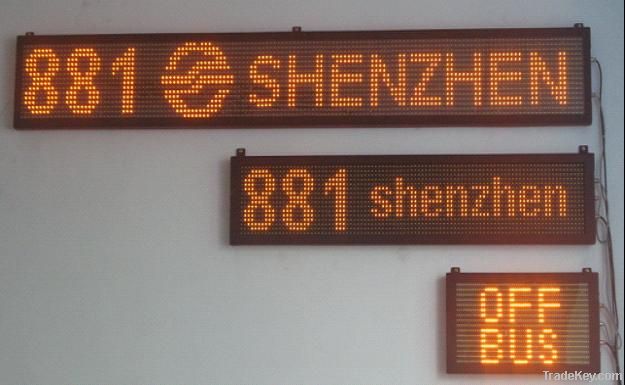 881 SHENZHEN
881 shenzhen
OFF
BUS
TradeKey.com